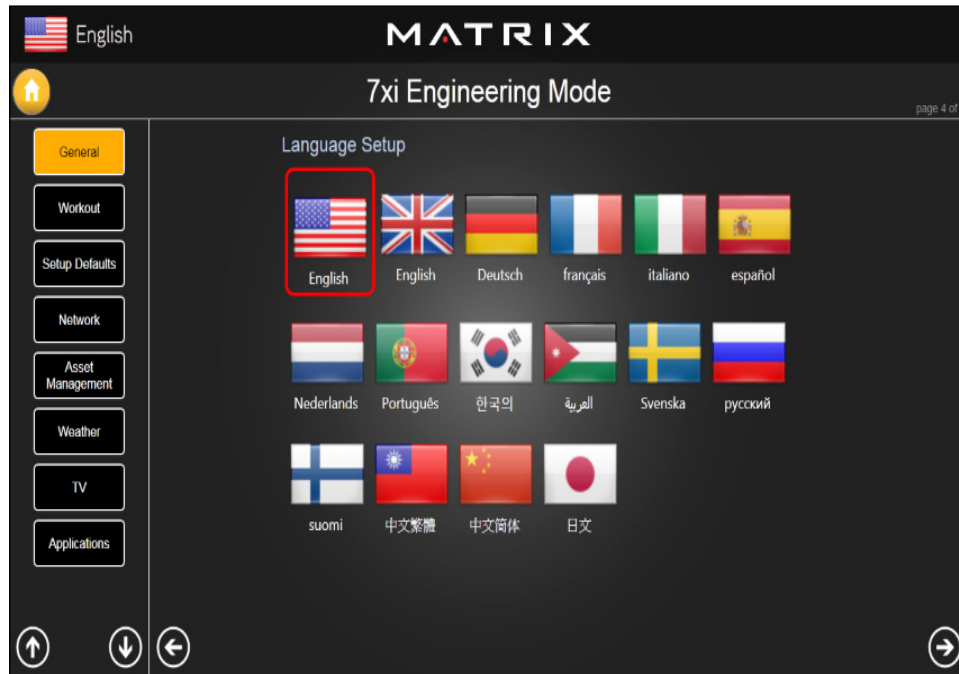 English
MATRIX
7xi Engineering Mode
page 4 of
General
Workout
Setup Defaults
Network
Asset
Management
Weather
TV
Applications
Language Setup
English English Deutsch français italiano español
Nederlands Português 한국의 العربية Svenska русский
suomi 中文繁體 中文简体 日文